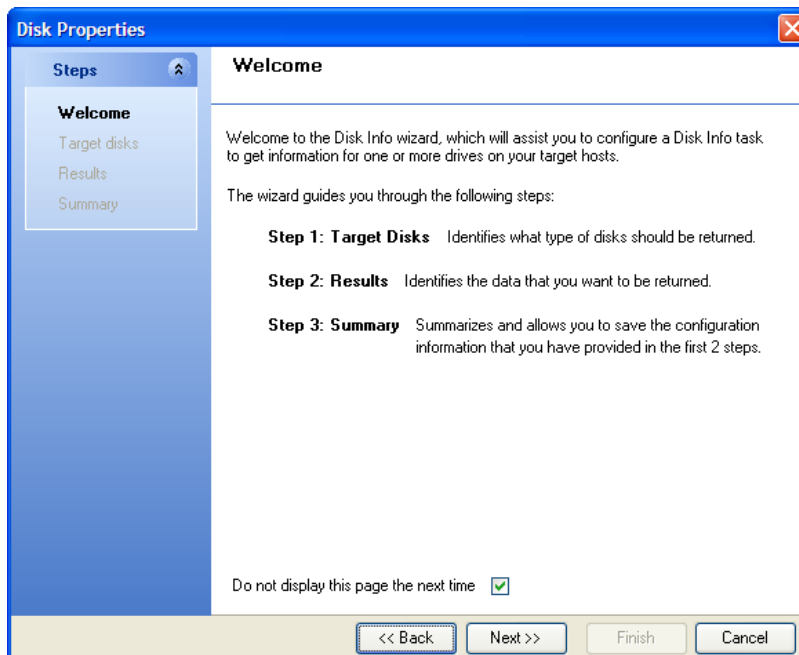 Disk Properties
Steps
Welcome
Target disks
Results
Summary
Welcome
Welcome to the Disk Info wizard, which will assist you to configure a Disk Info task
to get information for one or more drives on your target hosts.
The wizard guides you through the following steps:
Step 1: Target Disks Identifies what type of disks should be returned.
Step 2: Results Identifies the data that you want to be returned.
Step 3: Summary Summarizes and allows you to save the configuration
information that you have provided in the first 2 steps.
Do not display this page the next time
<< Back Next >> Finish Cancel